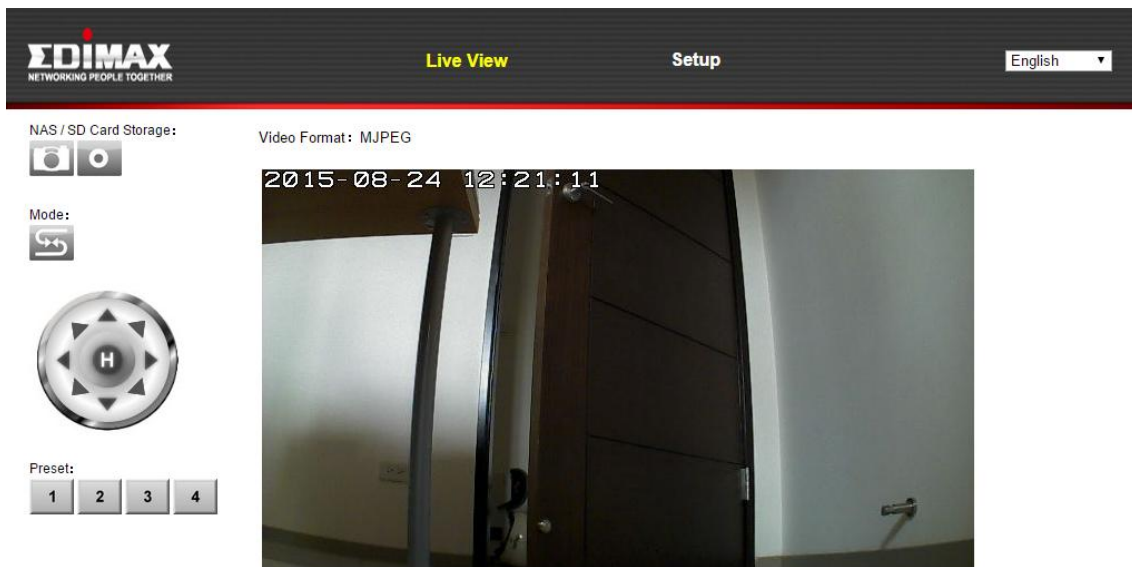 EDIMAX
NETWORKING PEOPLE TOGETHER
Live View
Setup
English
NAS / SD Card Storage:
Video Format: MJPEG
2015-08-24 12:21:11
Mode:
H
Preset:
1 2 3 4